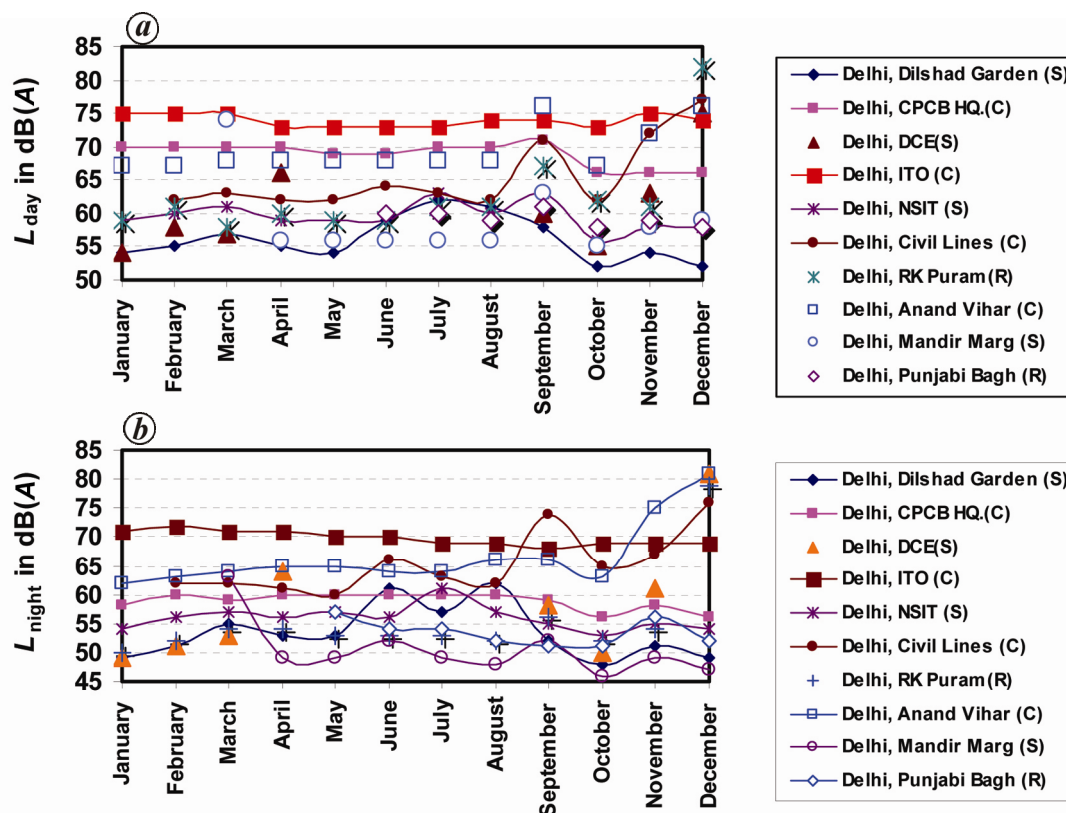 a
85
80
75
70
65
60
55
50
L day in dB(A)
January
February
March
April
May
June
July
August
September
October
November
December
Delhi, Dilshad Garden (S)
Delhi, CPCB HQ.(C)
Delhi, DCE(S)
Delhi, ITO (C)
Delhi, NSIT (S)
Delhi, Civil Lines (C)
Delhi, RK Puram(R)
Delhi, Anand Vihar (C)
Delhi, Mandir Marg (S)
Delhi, Punjabi Bagh (R)
b
85
80
75
70
65
60
55
50
45
L night in dB(A)
January
February
March
April
May
June
July
August
September
October
November
December
Delhi, Dilshad Garden (S)
Delhi, CPCB HQ.(C)
Delhi, DCE(S)
Delhi, ITO (C)
Delhi, NSIT (S)
Delhi, Civil Lines (C)
Delhi, RK Puram(R)
Delhi, Anand Vihar (C)
Delhi, Mandir Marg (S)
Delhi, Punjabi Bagh (R)